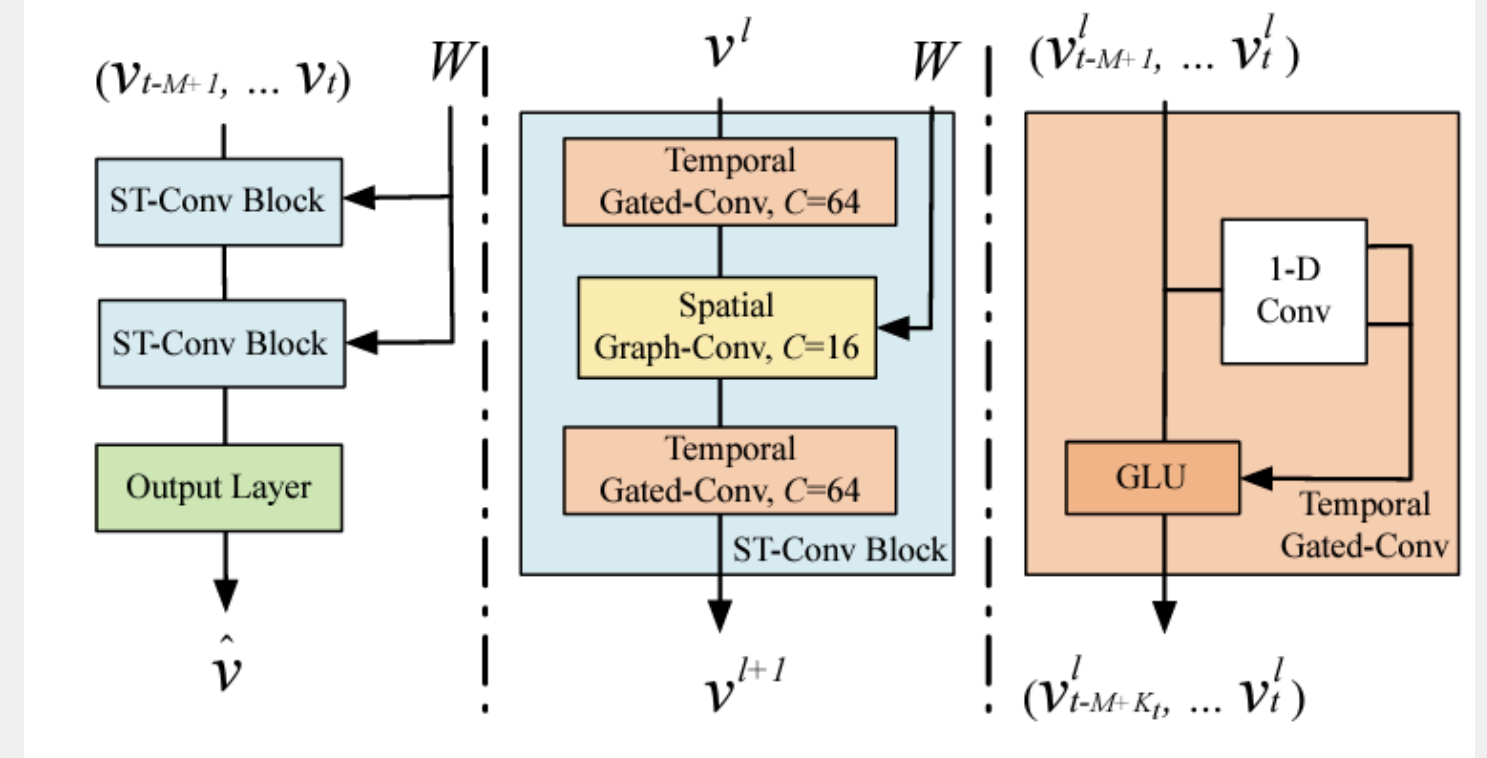 (v_{t-M+1}, ... v_t)
W
ST-Conv Block
ST-Conv Block
Output Layer
v̂
v^l
W
Temporal
Gated-Conv, C=64
Spatial
Graph-Conv, C=16
Temporal
Gated-Conv, C=64
ST-Conv Block
v^{l+1}
(v^l_{t-M+1}, ... v^l_t)
1-D
Conv
GLU
Temporal
Gated-Conv
(v^l_{t-M+K_t}, ... v^l_t)